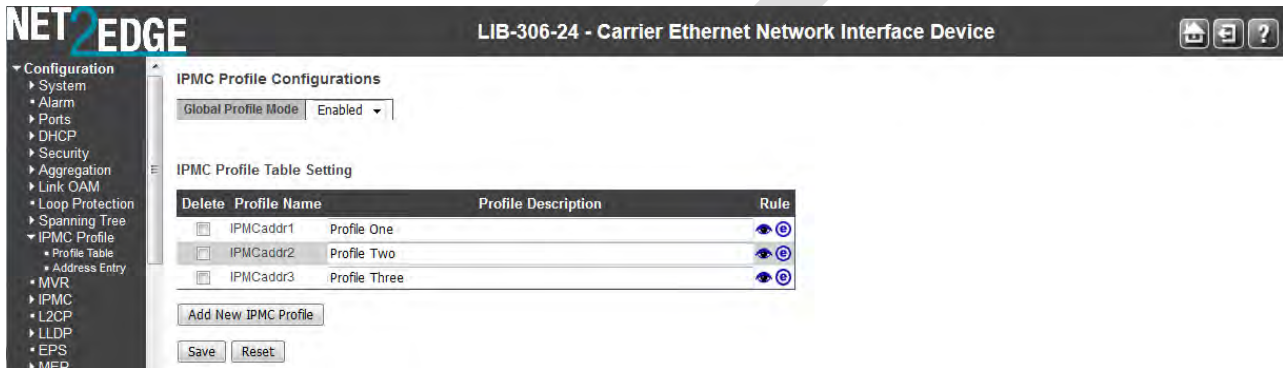 NET2EDGE
LIB-306-24 - Carrier Ethernet Network Interface Device
?
Configuration
System
Alarm
Ports
DHCP
Security
Aggregation
Link OAM
Loop Protection
Spanning Tree
IPMC Profile
Profile Table
Address Entry
MVR
IPMC
L2CP
LLDP
EPS
MEP
IPMC Profile Configurations
Global Profile Mode Enabled
IPMC Profile Table Setting
Delete Profile Name Profile Description Rule
IPMCaddr1 Profile One e
IPMCaddr2 Profile Two e
IPMCaddr3 Profile Three e
Add New IPMC Profile
Save Reset